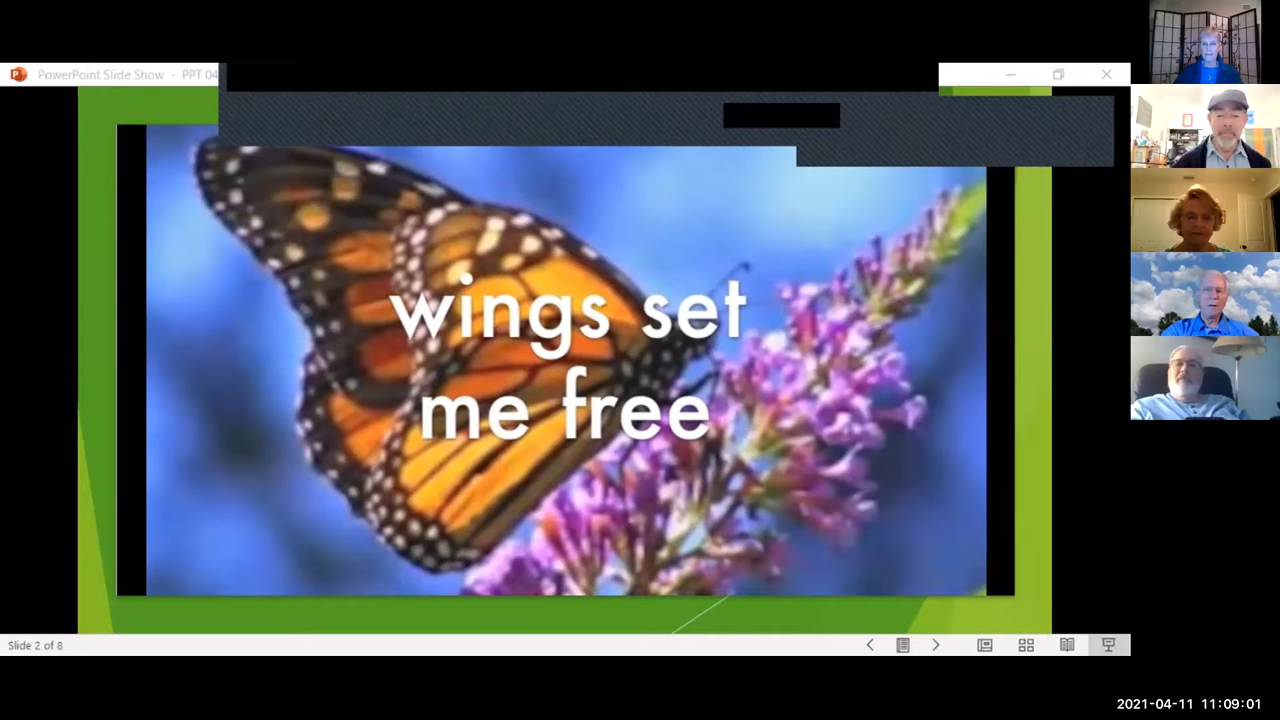 PowerPoint Slide Show - PPT 04
wings set
me free
Slide 2 of 8
2021-04-11 11:09:01